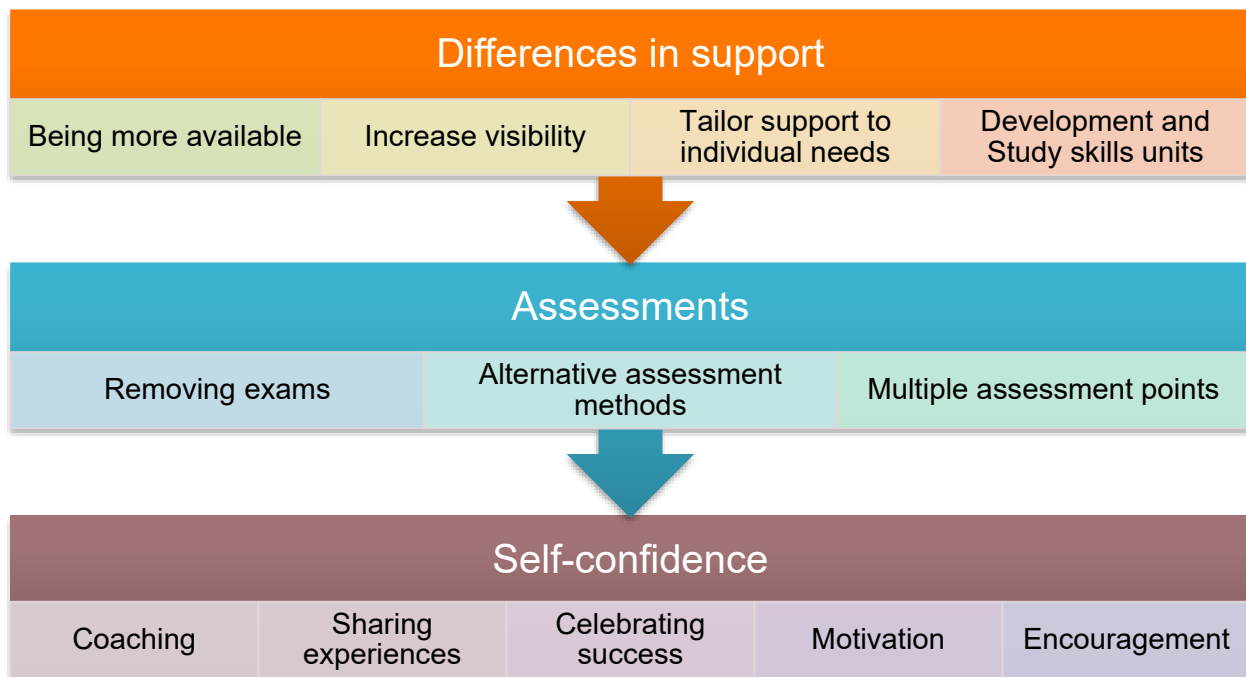 Differences in support
Being more available
Increase visibility
Tailor support to
individual needs
Development and
Study skills units
Assessments
Removing exams
Alternative assessment
methods
Multiple assessment points
Self-confidence
Coaching
Sharing
experiences
Celebrating
success
Motivation
Encouragement